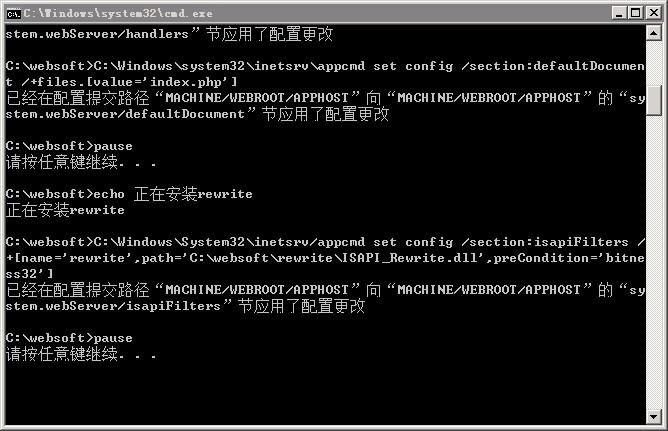 C:\Windows\system32\cmd.exe
stem.webServer/handlers”节应用了配置更改
C:\websoft>C:\Windows\system32\inetsrv\appcmd set config /section:defaultDocumen
t /+files.[value='index.php']
已经在配置提交路径“MACHINE/WEBROOT/APPHOST”向“MACHINE/WEBROOT/APPHOST”的“sy
stem.webServer/defaultDocument”节应用了配置更改
C:\websoft>pause
请按任意键继续. . .
C:\websoft>echo 正在安装rewrite
正在安装rewrite
C:\websoft>C:\Windows\System32\inetsrv/appcmd set config /section:isapiFilters /
+[name='rewrite',path='C:\websoft\rewrite\ISAPI_Rewrite.dll',preCondition='bitne
ss32']
已经在配置提交路径“MACHINE/WEBROOT/APPHOST”向“MACHINE/WEBROOT/APPHOST”的“sy
stem.webServer/isapiFilters”节应用了配置更改
C:\websoft>pause
请按任意键继续. . .